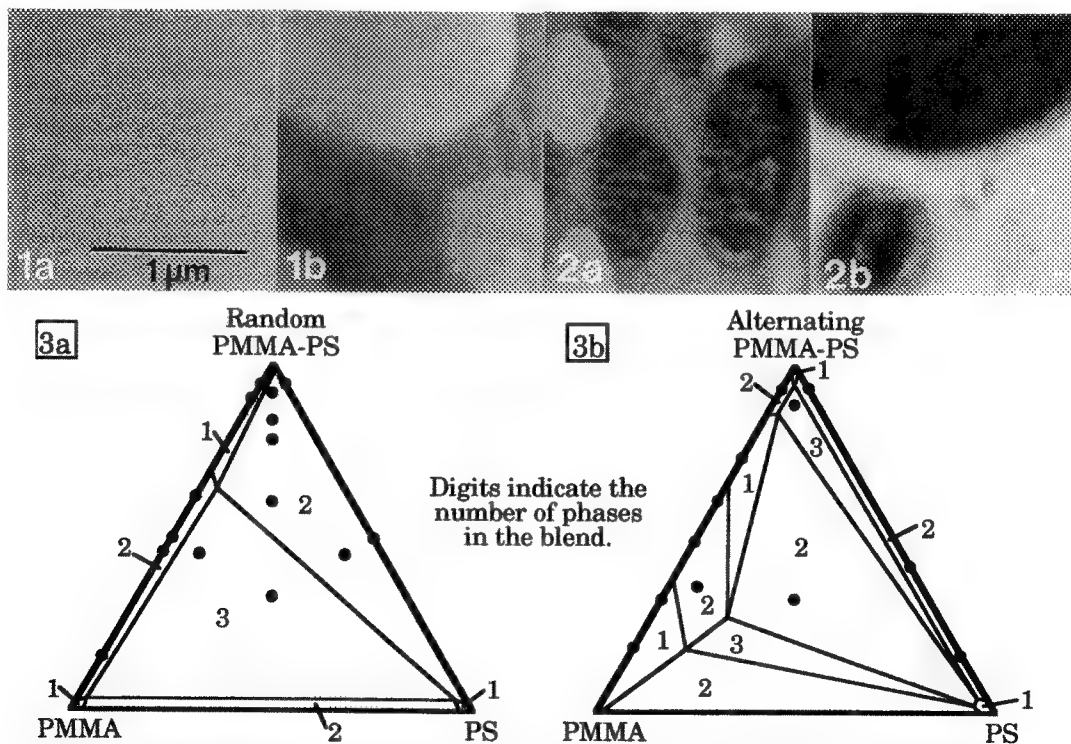 1a
1 µm
1b
2a
2b
3a
Random
PMMA-PS
1
2
2
3
1
1
2
PMMA
PS
Digits indicate the
number of phases
in the blend.
3b
Alternating
PMMA-PS
2
1
3
1
2
2
2
1
3
2
1
PMMA
PS